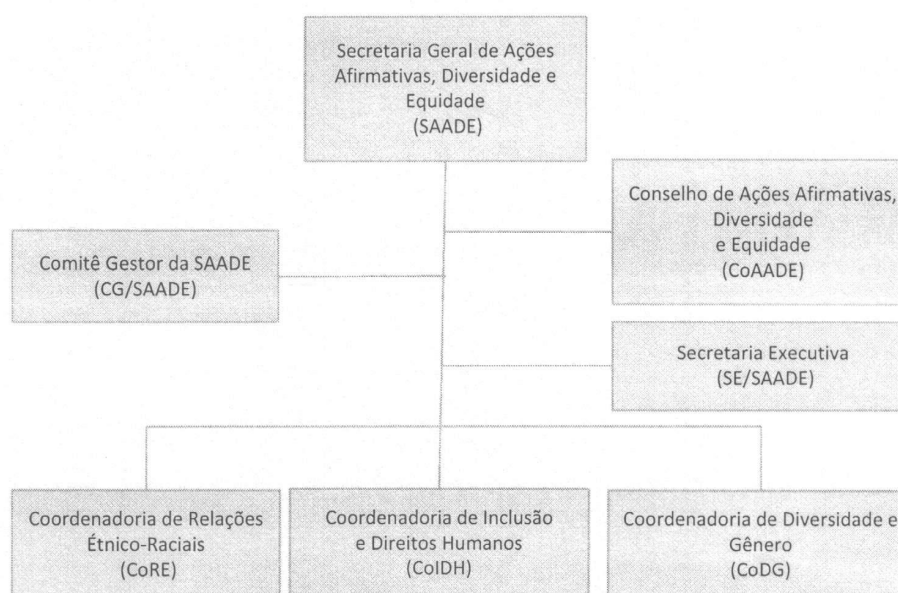 Secretaria Geral de Ações
Afirmativas, Diversidade e
Equidade
(SAADE)
Conselho de Ações Afirmativas,
Diversidade
e Equidade
(CoAADE)
Comitê Gestor da SAADE
(CG/SAADE)
Secretaria Executiva
(SE/SAADE)
Coordenadoria de Relações
Étnico-Raciais
(CoRE)
Coordenadoria de Inclusão
e Direitos Humanos
(CoIDH)
Coordenadoria de Diversidade e
Gênero
(CoDG)